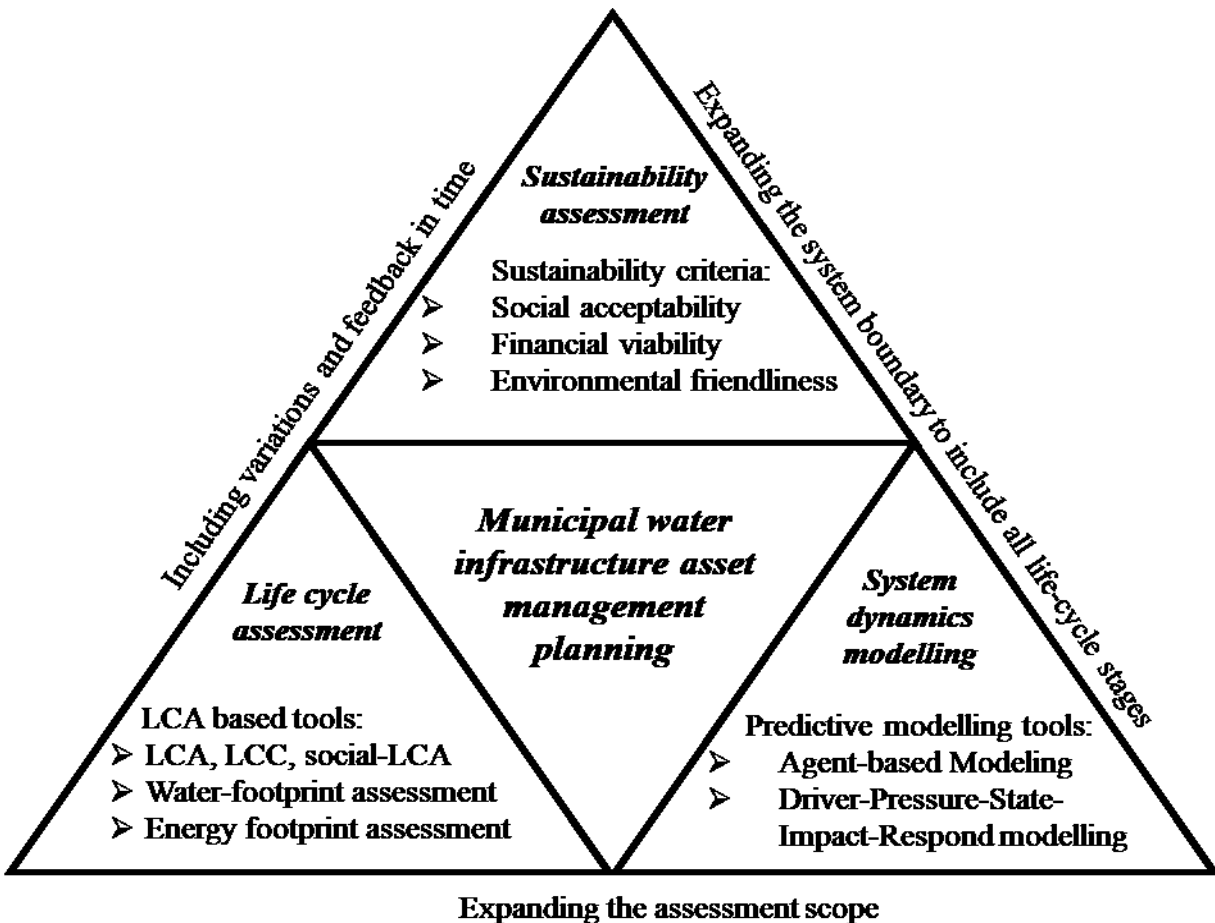 Including variations and feedback in time
Expanding the system boundary to include all life-cycle stages
Sustainability
assessment
Sustainability criteria:
➢ Social acceptability
➢ Financial viability
➢ Environmental friendliness
Municipal water
infrastructure asset
management
planning
Life cycle
assessment
LCA based tools:
➢ LCA, LCC, social-LCA
➢ Water-footprint assessment
➢ Energy footprint assessment
System
dynamics
modelling
Predictive modelling tools:
➢ Agent-based Modeling
➢ Driver-Pressure-State-
Impact-Respond modelling
Expanding the assessment scope